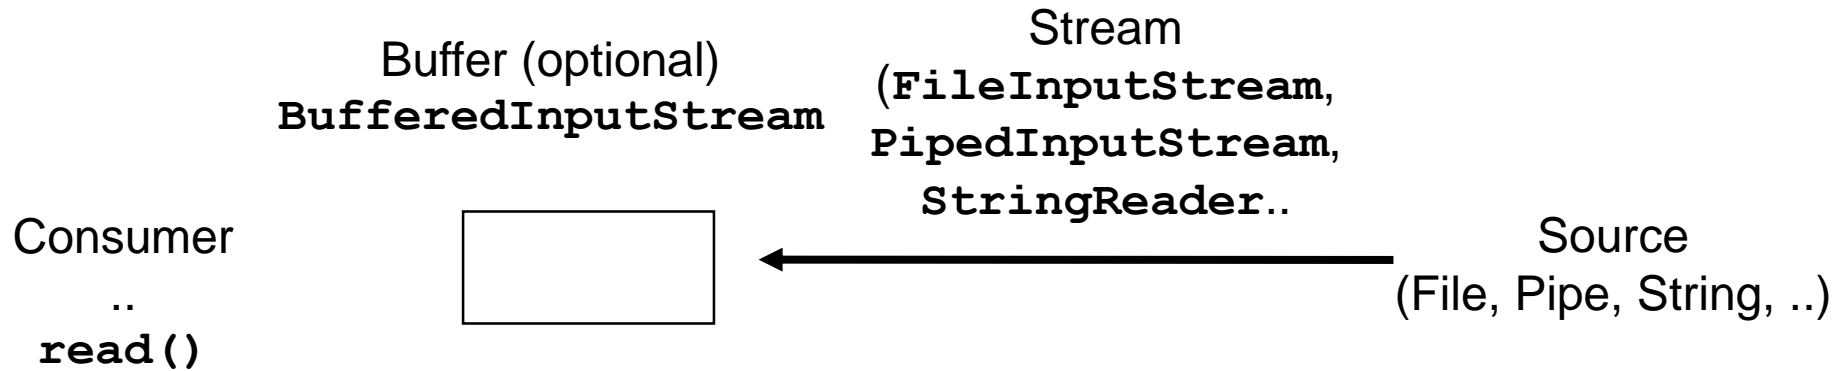 Buffer (optional)
BufferedInputStream
Stream
(FileInputStream,
PipedInputStream,
StringReader..
Consumer
..
read()
Source
(File, Pipe, String, ..)